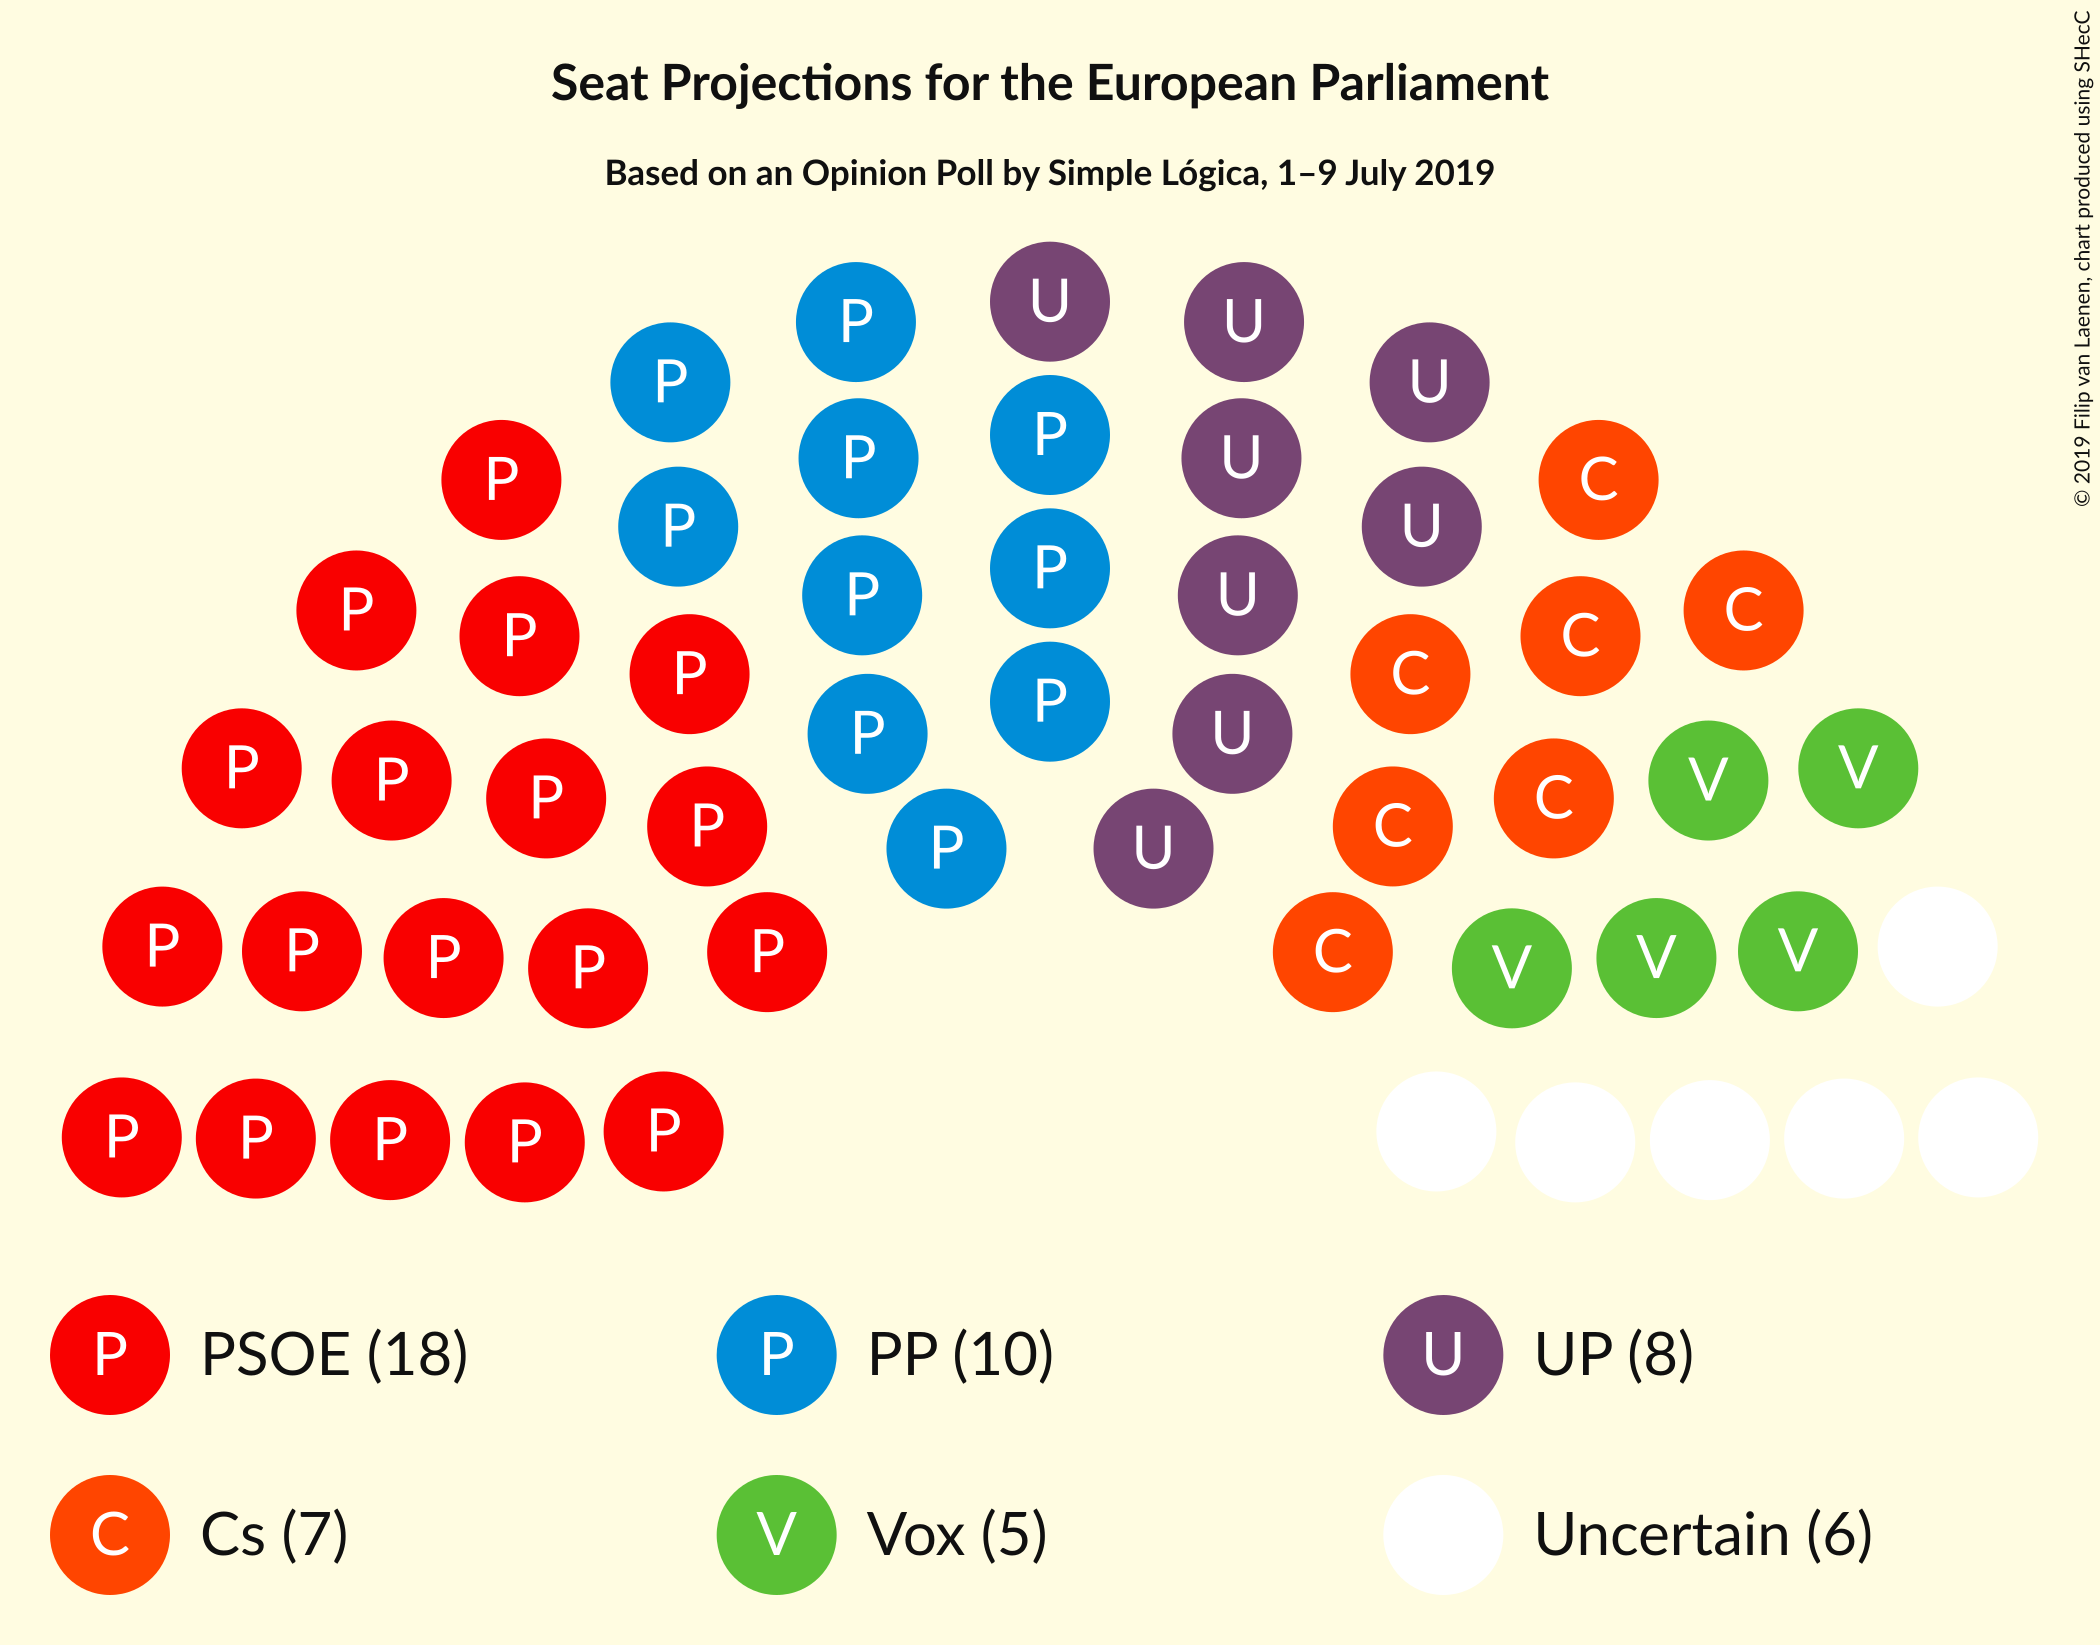 Seat Projections for the European Parliament
Based on an Opinion Poll by Simple Lógica, 1–9 July 2019
© 2019 Filip van Laenen, chart produced using SHecC
U
P U
P U
P
P U
P C
P U
P P
P U
P C
P C
P C
P U
P
P U
P V
P V
P C
P C
P U
P P C
P P V
P V
P V
P P
P
P
P
P PSOE (18)
P PP (10)
U UP (8)
C Cs (7)
V Vox (5)
Uncertain (6)